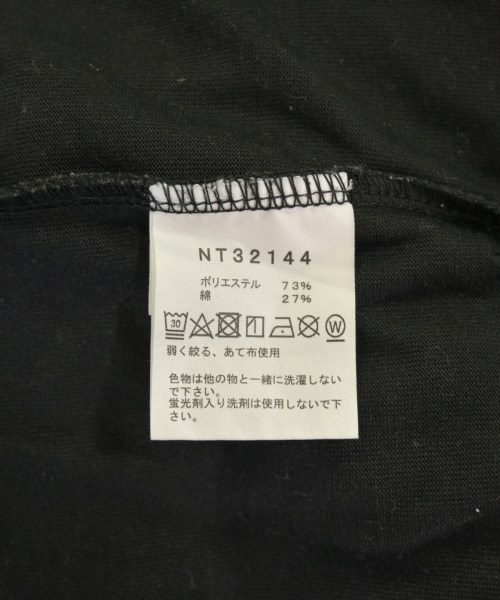 NT32144
ポリエステル 73%
綿 27%
30 W
弱く絞る、あて布使用
色物は他の物と一緒に洗濯しない
で下さい。
蛍光剤入り洗剤は使用しないで下
さい。